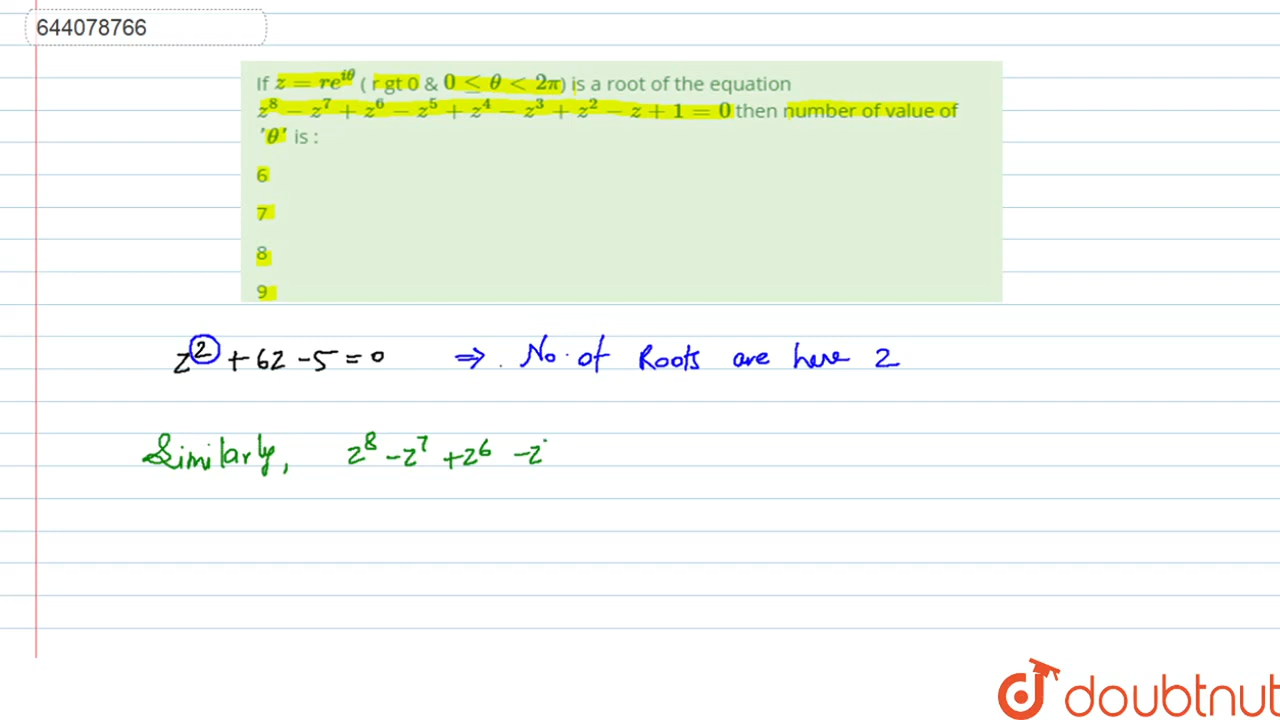 644078766
If z = re^{iθ} ( r gt 0 & 0 ≤ θ < 2π) is a root of the equation
z^8 − z^7 + z^6 − z^5 + z^4 − z^3 + z^2 − z + 1 = 0 then number of value of
'θ' is :
6
7
8
9
z^2 + 6z - 5 = 0 ⇒ . No. of Roots are here 2
Similarly, z^8 - z^7 + z^6 - z
doubtnut